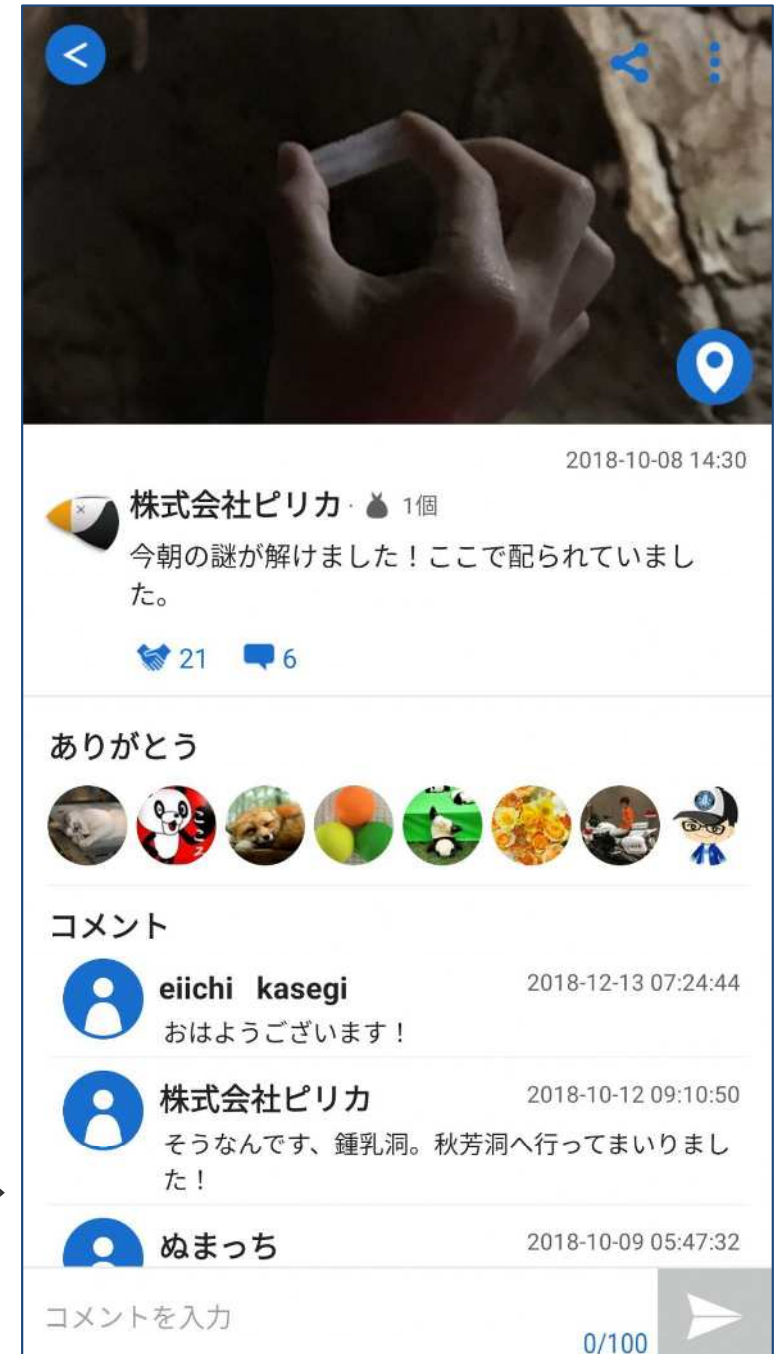 2018-10-08 14:30
株式会社ピリカ · 1個
今朝の謎が解けました！ここで配られていまし
た。
21 6
ありがとう
コメント
eiichi kasegi 2018-12-13 07:24:44
おはようございます！
株式会社ピリカ 2018-10-12 09:10:50
そうなんです、鍾乳洞。秋芳洞へ行ってまいりまし
た！
ぬまっち 2018-10-09 05:47:32
コメントを入力
0/100